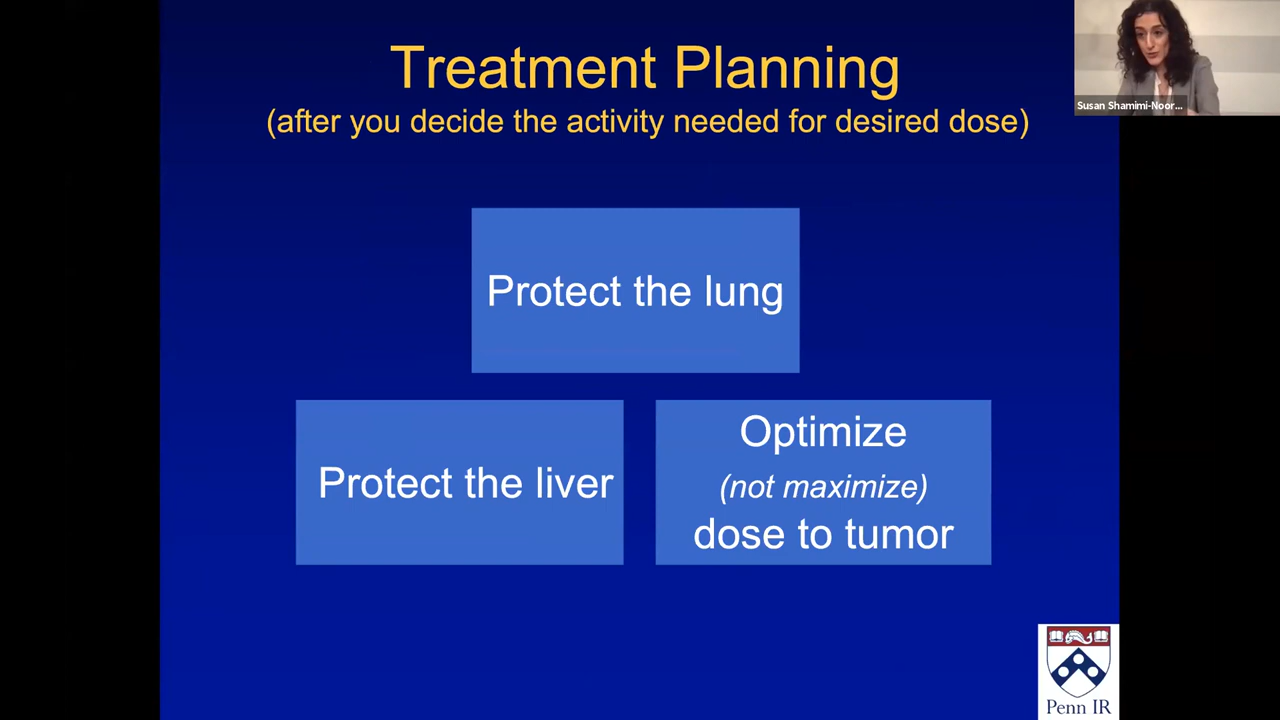 Treatment Planning
(after you decide the activity needed for desired dose)
Susan Shamimi-Noor...
Protect the lung
Protect the liver
Optimize
(not maximize)
dose to tumor
Penn IR